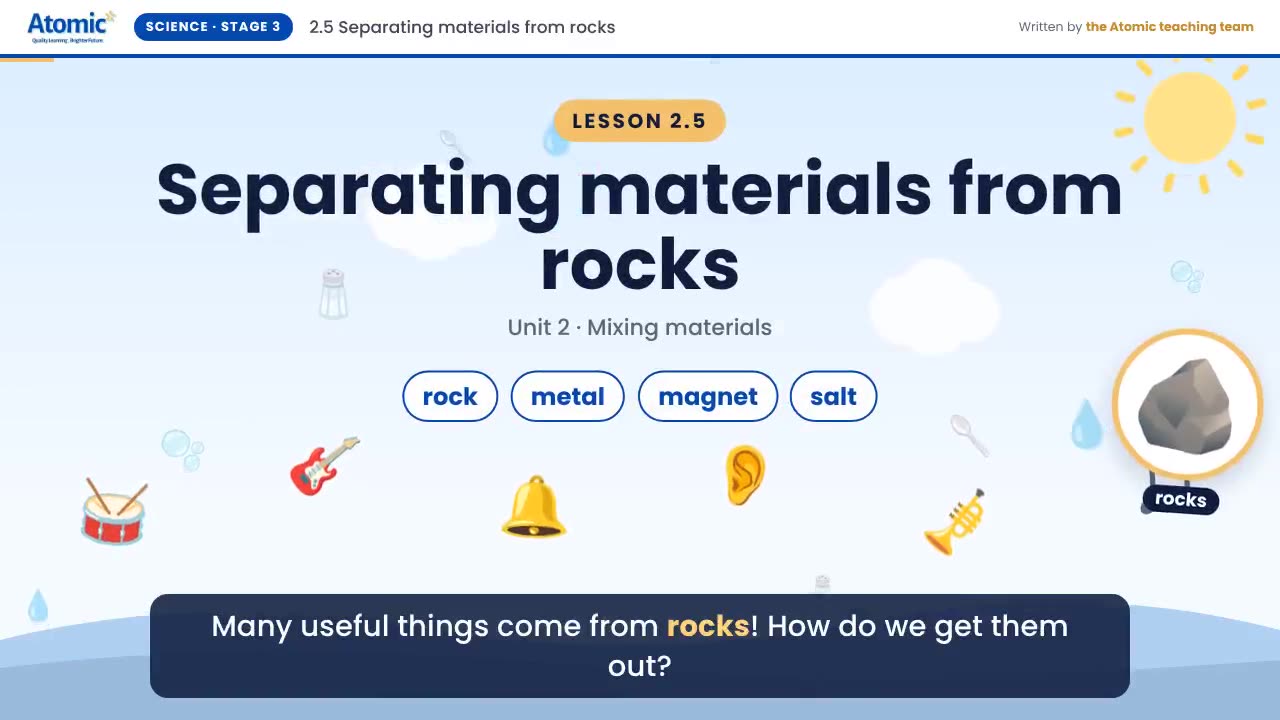 Atomic
Quality Learning, Brighter Future
SCIENCE · STAGE 3
2.5 Separating materials from rocks
Written by the Atomic teaching team
LESSON 2.5
Separating materials from
rocks
Unit 2 · Mixing materials
rock
metal
magnet
salt
rocks
Many useful things come from rocks! How do we get them
out?